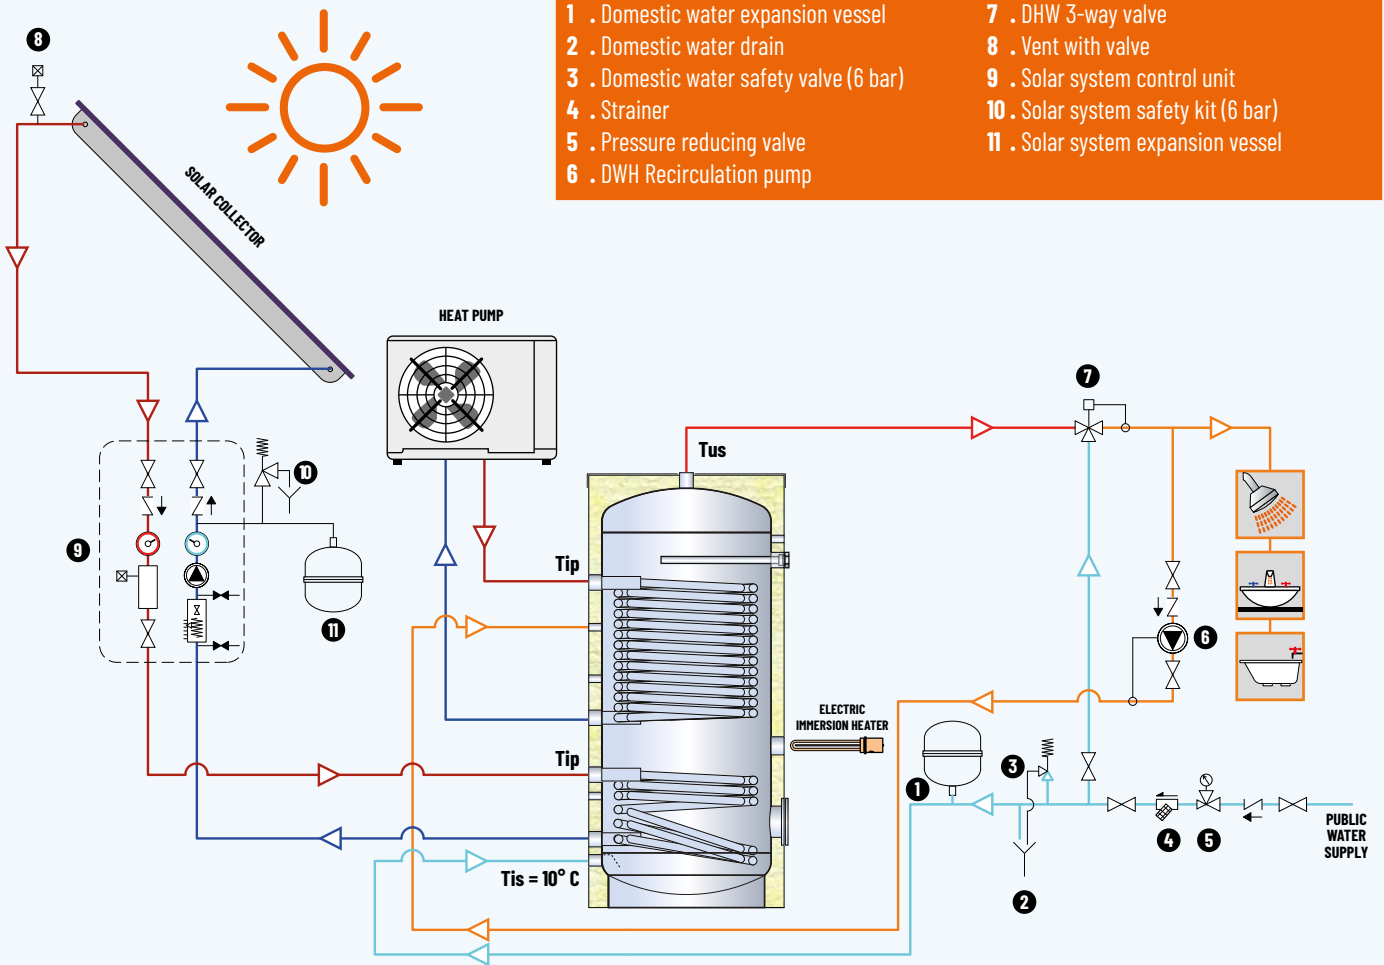 1 . Domestic water expansion vessel
2 . Domestic water drain
3 . Domestic water safety valve (6 bar)
4 . Strainer
5 . Pressure reducing valve
6 . DWH Recirculation pump
7 . DHW 3-way valve
8 . Vent with valve
9 . Solar system control unit
10 . Solar system safety kit (6 bar)
11 . Solar system expansion vessel
8
SOLAR COLLECTOR
HEAT PUMP
7
Tus
10
9
Tip
11
6
ELECTRIC
IMMERSION HEATER
Tip
3
1
PUBLIC
WATER
SUPPLY
4
5
Tis = 10° C
2